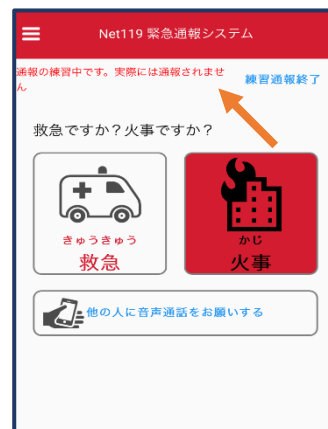 Net119 緊急通報システム
通報の練習中です。実際には通報されませ
ん
練習通報終了
救急ですか？火事ですか？
きゅうきゅう
救急
かじ
火事
他の人に音声通話をお願いする